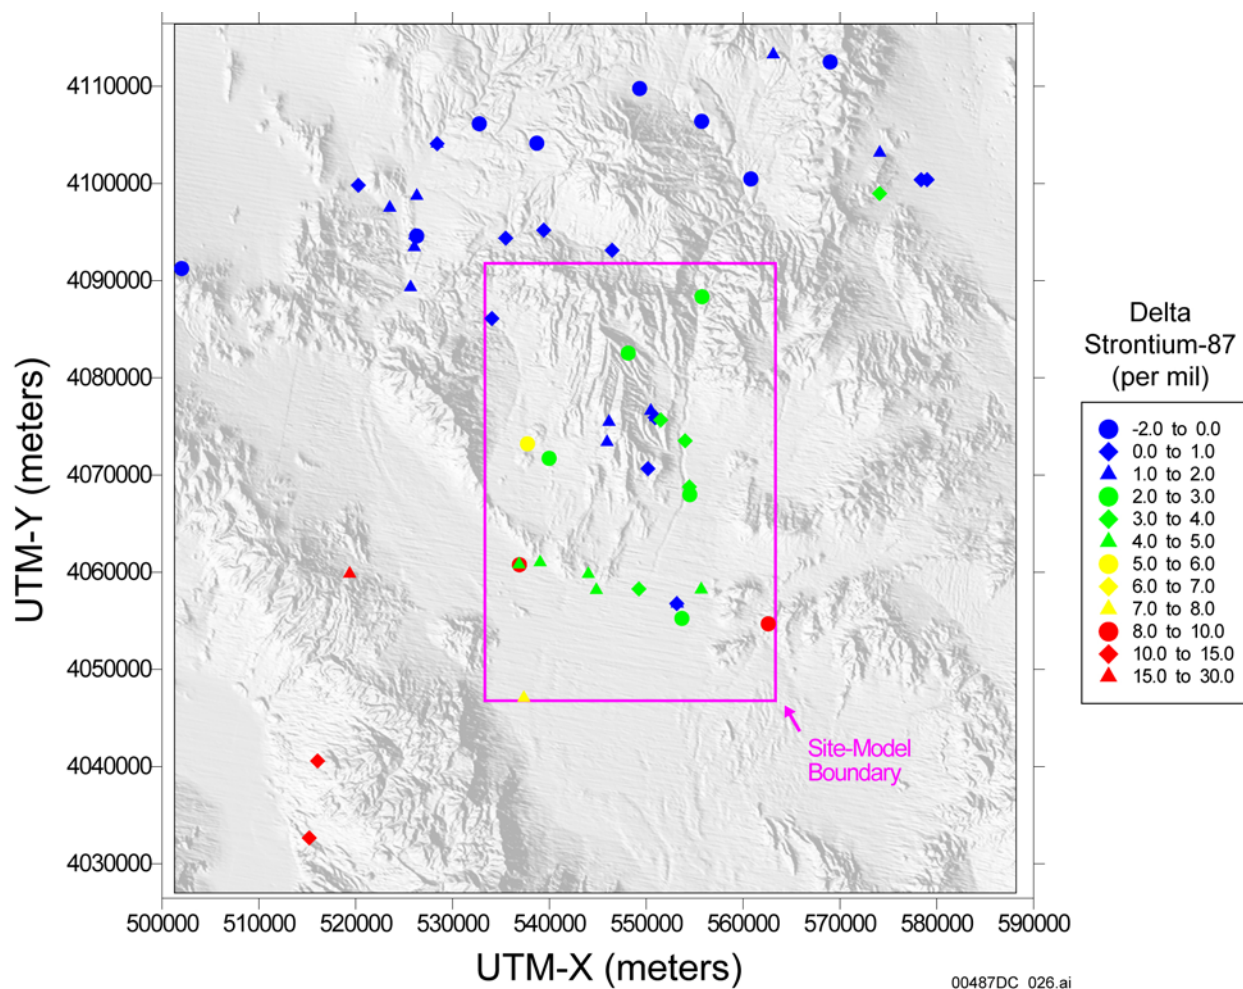 4110000
4100000
4090000
4080000
4070000
4060000
4050000
4040000
4030000
UTM-Y (meters)
500000 510000 520000 530000 540000 550000 560000 570000 580000 590000
UTM-X (meters)
Site-Model
Boundary
Delta
Strontium-87
(per mil)
-2.0 to 0.0
0.0 to 1.0
1.0 to 2.0
2.0 to 3.0
3.0 to 4.0
4.0 to 5.0
5.0 to 6.0
6.0 to 7.0
7.0 to 8.0
8.0 to 10.0
10.0 to 15.0
15.0 to 30.0
00487DC_026.ai